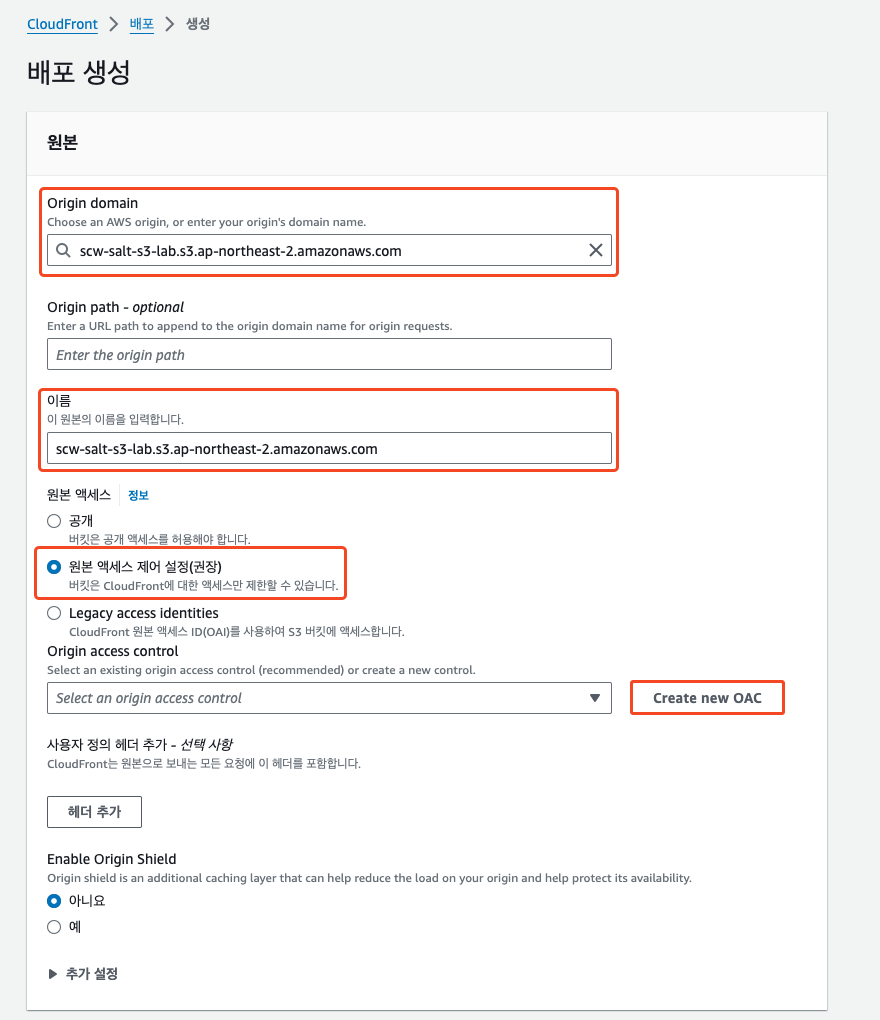 CloudFront > 배포 > 생성
배포 생성
원본
Origin domain
Choose an AWS origin, or enter your origin's domain name.
scw-salt-s3-lab.s3.ap-northeast-2.amazonaws.com
Origin path - optional
Enter a URL path to append to the origin domain name for origin requests.
Enter the origin path
이름
이 원본의 이름을 입력합니다.
scw-salt-s3-lab.s3.ap-northeast-2.amazonaws.com
원본 액세스 정보
공개
버킷은 공개 액세스를 허용해야 합니다.
원본 액세스 제어 설정(권장)
버킷은 CloudFront에 대한 액세스만 제한할 수 있습니다.
Legacy access identities
CloudFront 원본 액세스 ID(OAI)를 사용하여 S3 버킷에 액세스합니다.
Origin access control
Select an existing origin access control (recommended) or create a new control.
Select an origin access control
Create new OAC
사용자 정의 헤더 추가 - 선택 사항
CloudFront는 원본으로 보내는 모든 요청에 이 헤더를 포함합니다.
헤더 추가
Enable Origin Shield
Origin shield is an additional caching layer that can help reduce the load on your origin and help protect its availability.
아니요
예
추가 설정